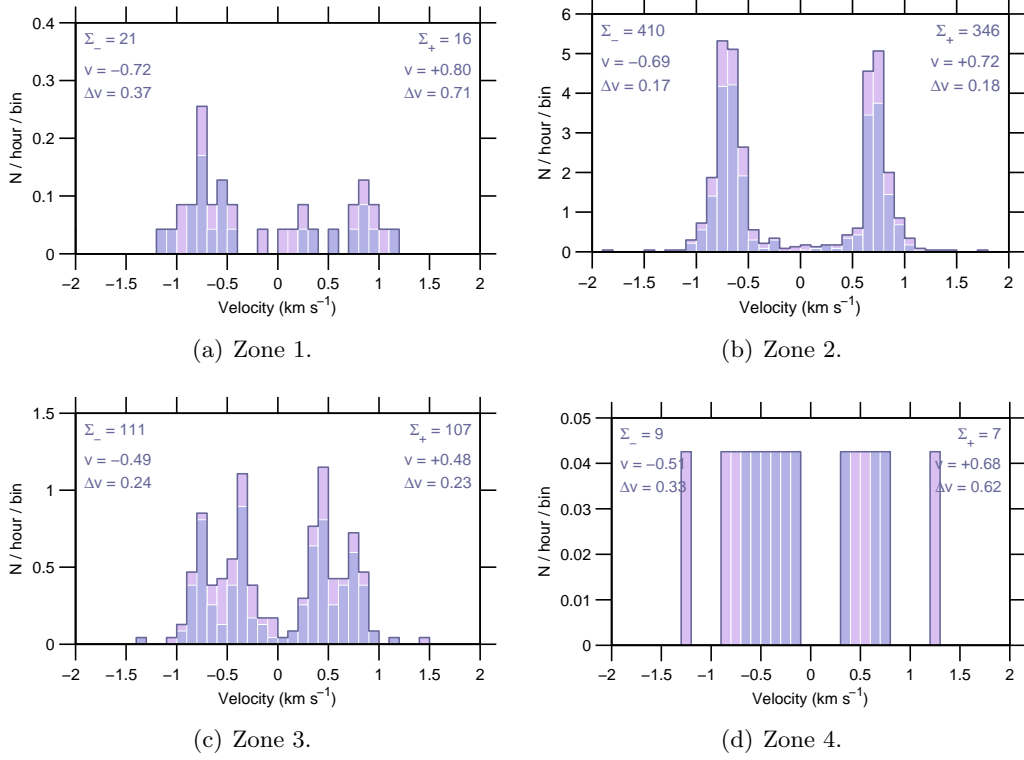 0.4
0.3
0.2
0.1
0
N / hour / bin
Σ− = 21
v = −0.72
Δv = 0.37
Σ+ = 16
v = +0.80
Δv = 0.71
−2 −1.5 −1 −0.5 0 0.5 1 1.5 2
Velocity (km s−1)
(a) Zone 1.
6
5
4
3
2
1
0
N / hour / bin
Σ− = 410
v = −0.69
Δv = 0.17
Σ+ = 346
v = +0.72
Δv = 0.18
−2 −1.5 −1 −0.5 0 0.5 1 1.5 2
Velocity (km s−1)
(b) Zone 2.
1.5
1
0.5
0
N / hour / bin
Σ− = 111
v = −0.49
Δv = 0.24
Σ+ = 107
v = +0.48
Δv = 0.23
−2 −1.5 −1 −0.5 0 0.5 1 1.5 2
Velocity (km s−1)
(c) Zone 3.
0.05
0.04
0.03
0.02
0.01
0
N / hour / bin
Σ− = 9
v = −0.51
Δv = 0.33
Σ+ = 7
v = +0.68
Δv = 0.62
−2 −1.5 −1 −0.5 0 0.5 1 1.5 2
Velocity (km s−1)
(d) Zone 4.